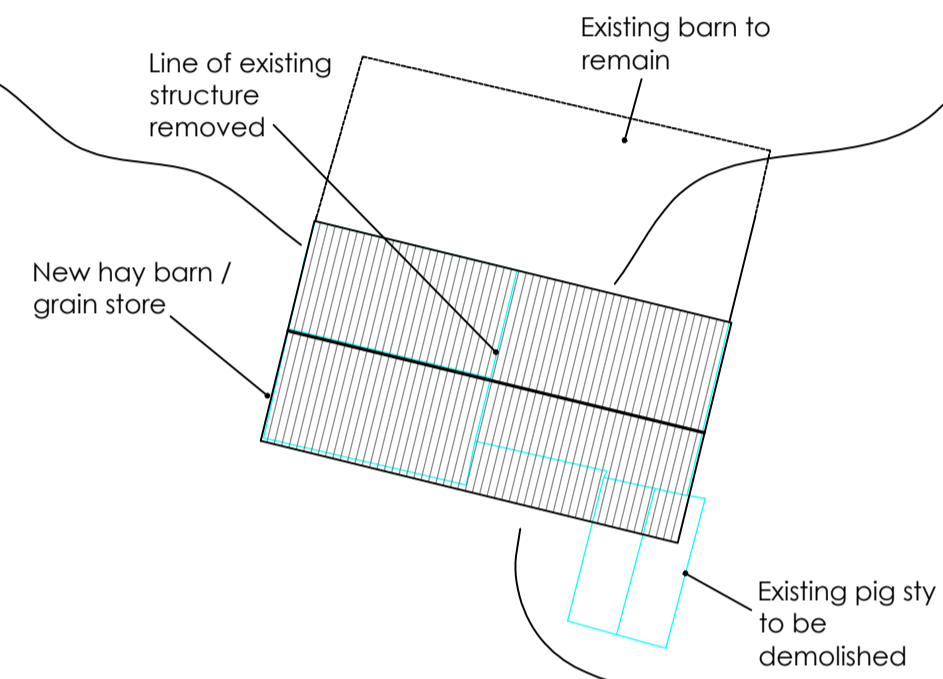 Existing barn to
remain
Line of existing
structure
removed
New hay barn /
grain store
Existing pig sty
to be
demolished